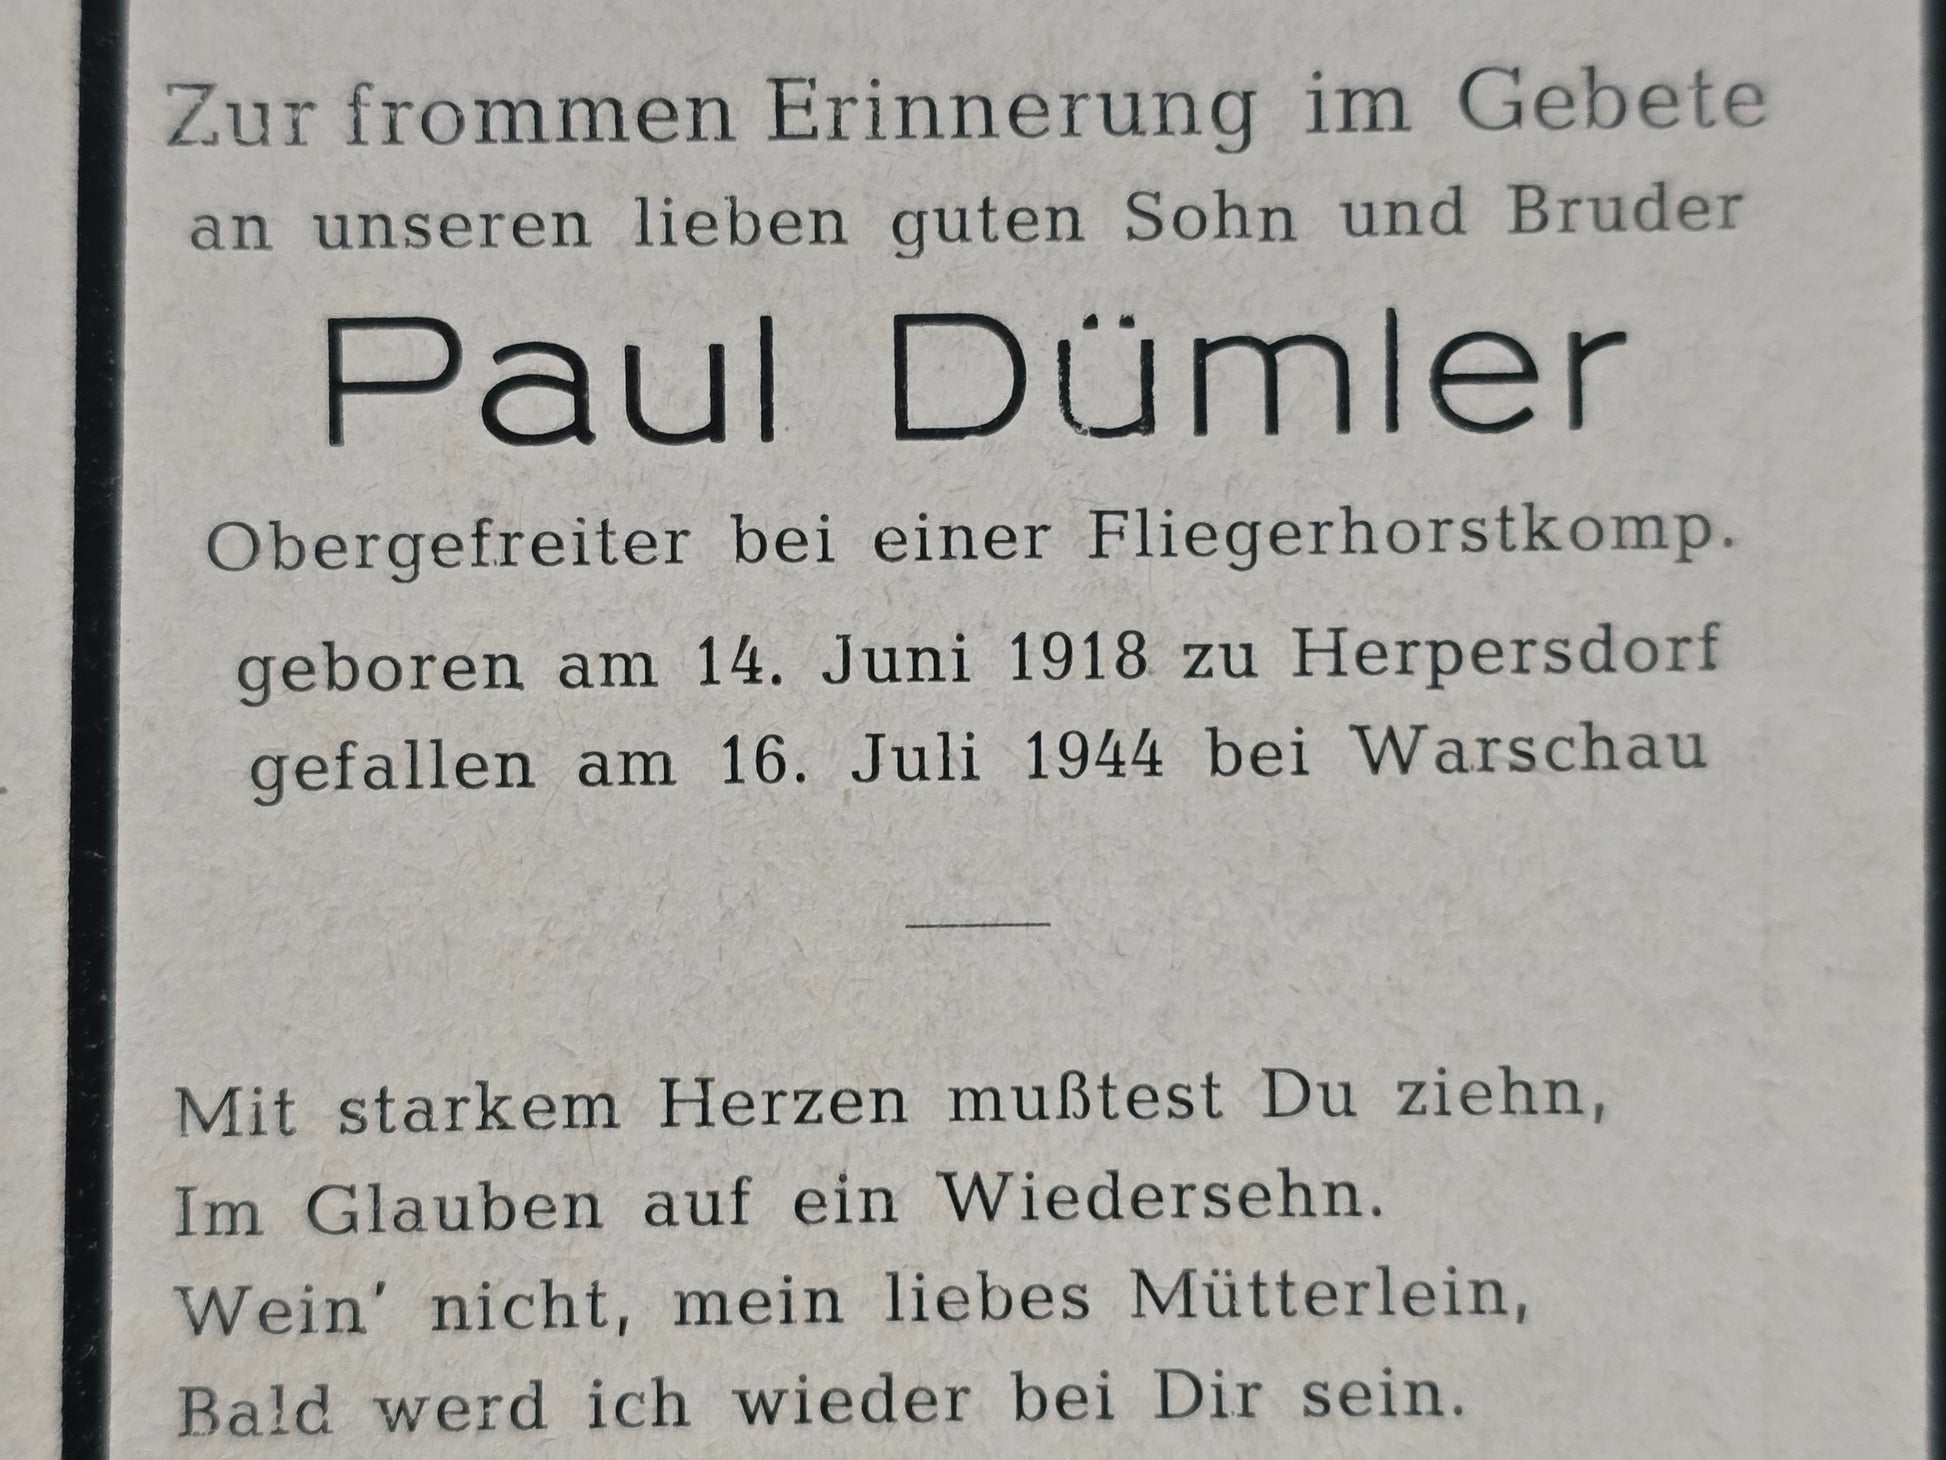 Zur frommen Erinnerung im Gebete
an unseren lieben guten Sohn und Bruder
Paul Dümler
Obergefreiter bei einer Fliegerhorstkomp.
geboren am 14. Juni 1918 zu Herpersdorf
gefallen am 16. Juli 1944 bei Warschau
Mit starkem Herzen mußtest Du ziehn,
Im Glauben auf ein Wiedersehn.
Wein' nicht, mein liebes Mütterlein,
Bald werd ich wieder bei Dir sein.